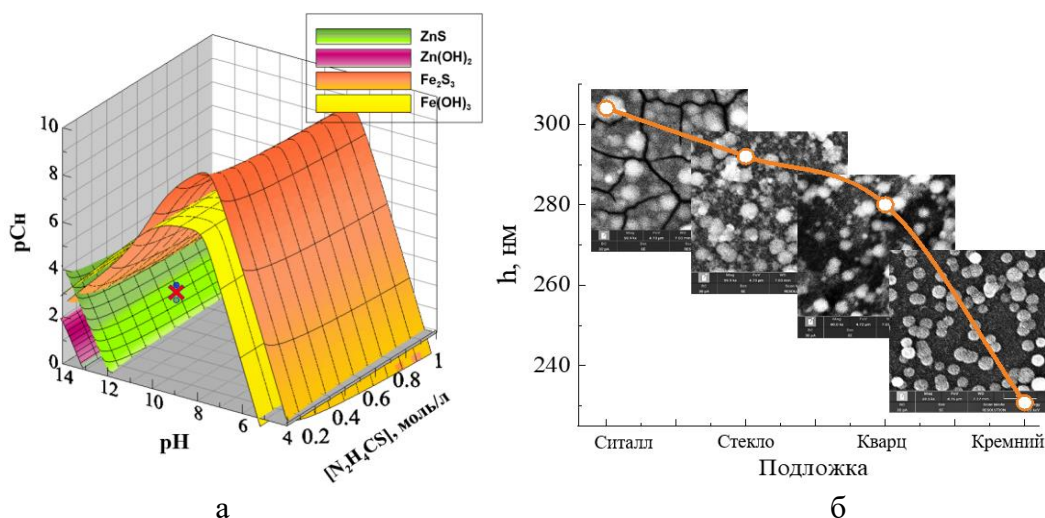 ZnS
Zn(OH)₂
Fe₂S₃
Fe(OH)₃
10
8
6
4
2
0
pCн
14
12
10
8
6
4
pH
0.2
0.4
0.6
0.8
1
[N₂H₄CS], моль/л
а
300
280
260
240
h, нм
Ситалл
Стекло
Кварц
Кремний
Подложка
б